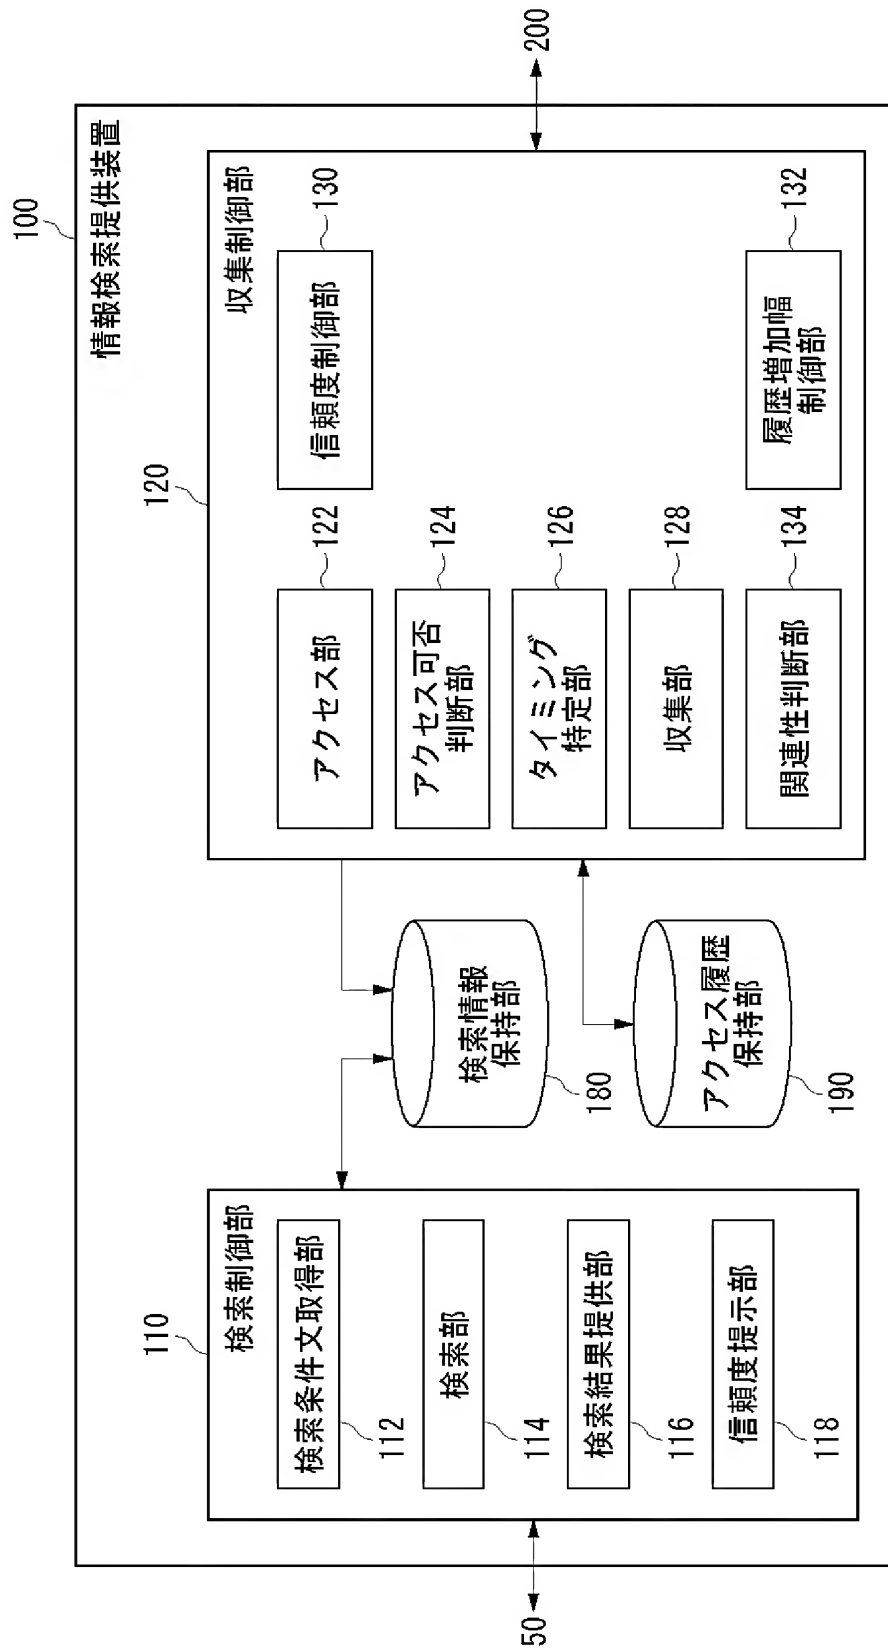 100
情報検索提供装置
110
検索制御部
検索条件文取得部
112
検索部
114
検索結果提供部
116
信頼度提示部
118
50
検索情報
保持部
180
アクセス履歴
保持部
190
120
収集制御部
アクセス部
122
アクセス可否
判断部
124
タイミング
特定部
126
収集部
128
関連性判断部
134
信頼度制御部
130
履歴増加幅
制御部
132
200